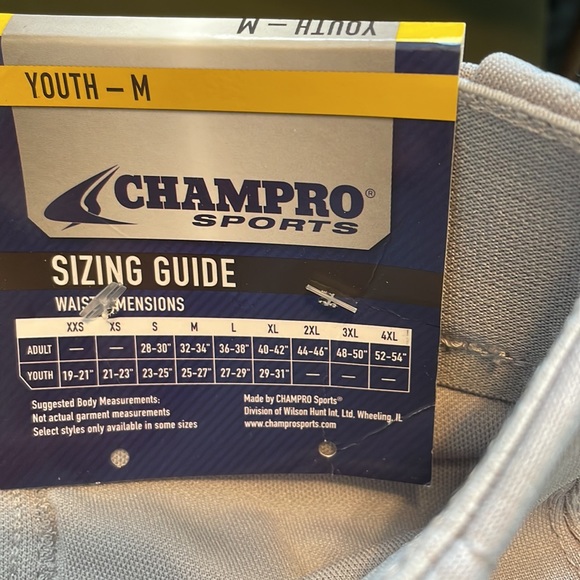 YOUTH – M
YOUTH – M
CHAMPRO®
SPORTS
SIZING GUIDE
XXS XS S M L XL 2XL 3XL 4XL
ADULT — — 28-30" 32-34" 36-38" 40-42" 44-46" 48-50" 52-54"
YOUTH 19-21" 21-23" 23-25" 25-27" 27-29" 29-31" — — —
Suggested Body Measurements:
Not actual garment measurements
Select styles only available in some sizes
Made by CHAMPRO Sports®
Division of Wilson Hunt Int, Ltd. Wheeling, IL
www.champrosports.com